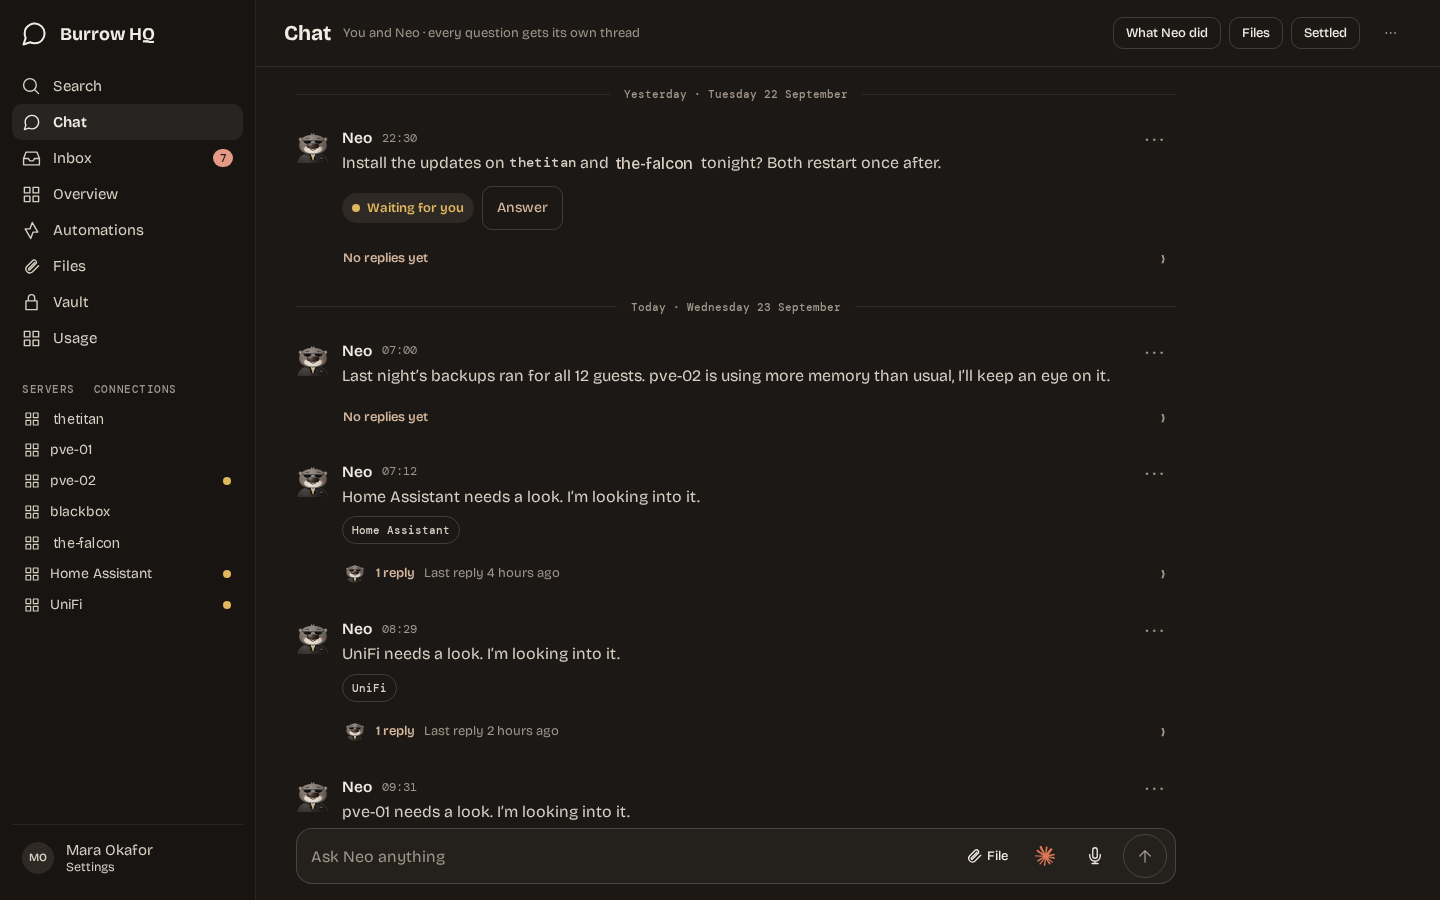 Burrow HQ
Search
Chat
Inbox
7
Overview
Automations
Files
Vault
Usage
SERVERS CONNECTIONS
thetitan
pve-01
pve-02
blackbox
the-falcon
Home Assistant
UniFi
MO
Mara Okafor
Settings
Chat
You and Neo · every question gets its own thread
What Neo did
Files
Settled
Yesterday · Tuesday 22 September
Neo 22:30
Install the updates on thetitan and the-falcon tonight? Both restart once after.
Waiting for you
Answer
No replies yet
Today · Wednesday 23 September
Neo 07:00
Last night's backups ran for all 12 guests. pve-02 is using more memory than usual, I'll keep an eye on it.
No replies yet
Neo 07:12
Home Assistant needs a look. I'm looking into it.
Home Assistant
1 reply Last reply 4 hours ago
Neo 08:29
UniFi needs a look. I'm looking into it.
UniFi
1 reply Last reply 2 hours ago
Neo 09:31
pve-01 needs a look. I'm looking into it.
Ask Neo anything
File